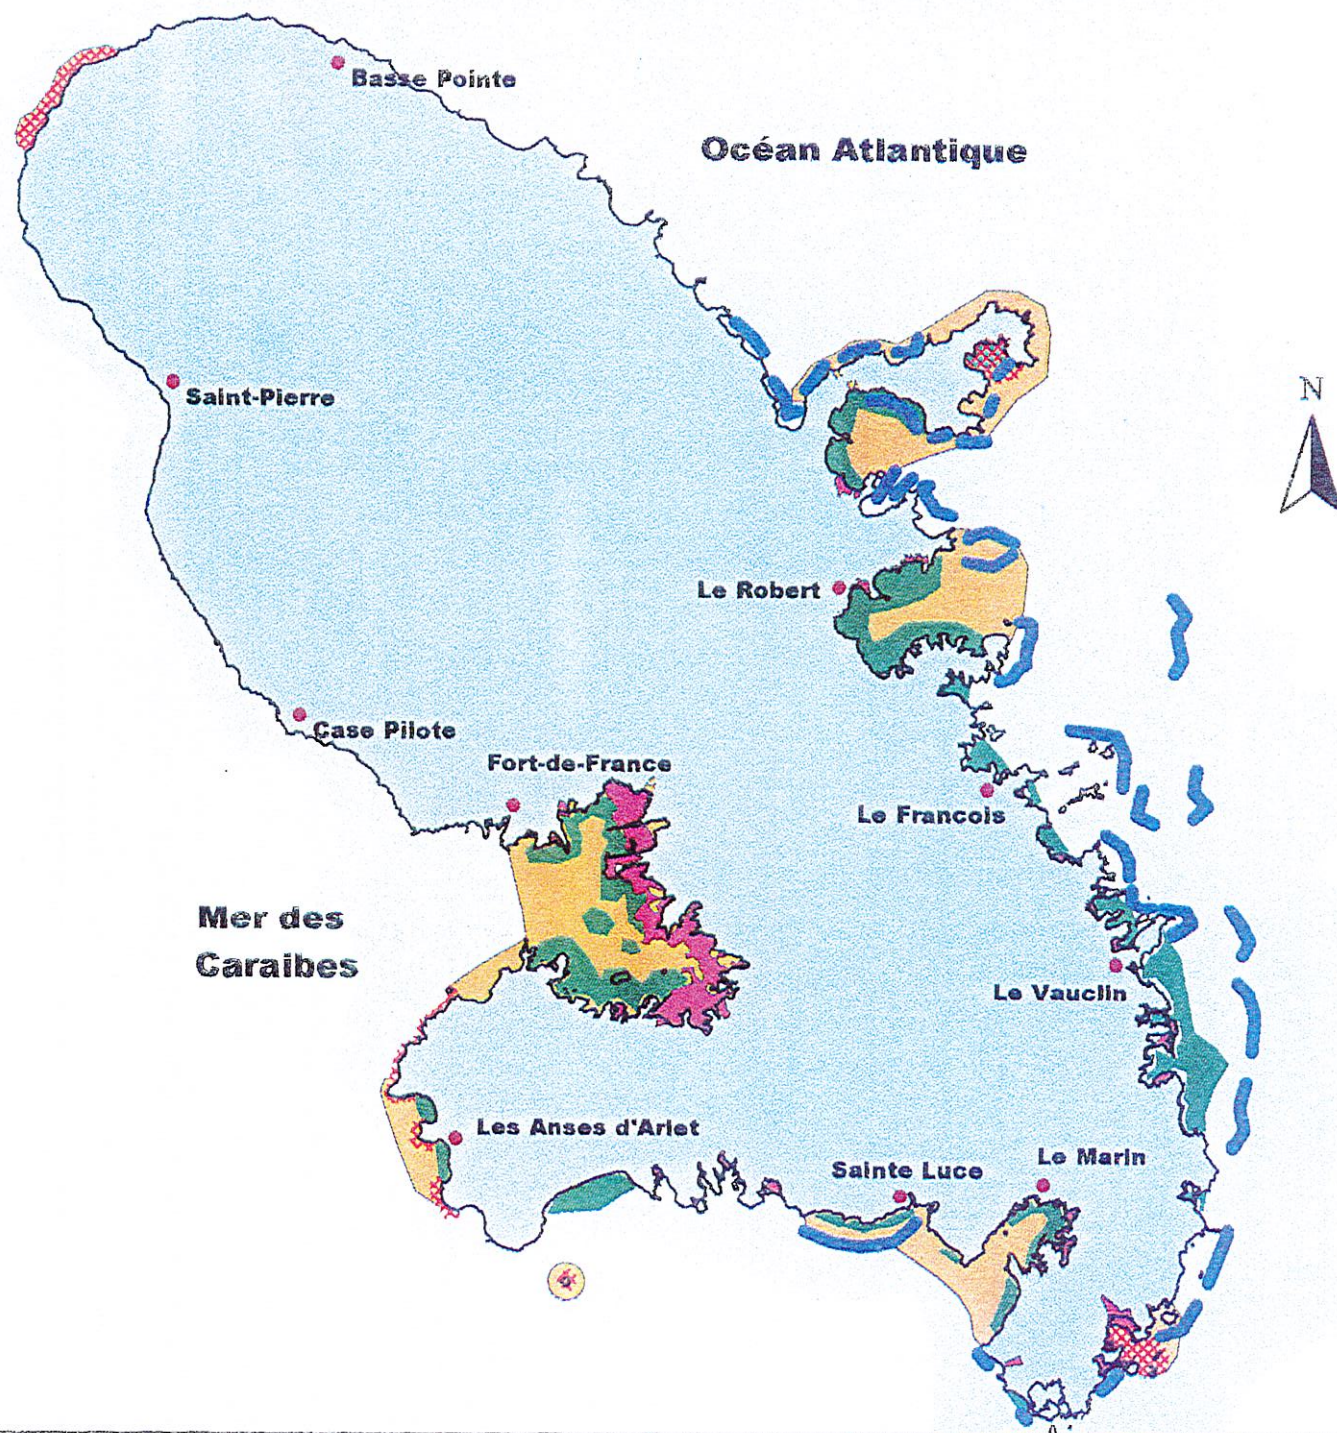 Basse Pointe
Océan Atlantique
N
Saint-Pierre
Le Robert
Case Pilote
Fort-de-France
Le Francois
Mer des
Caraibes
Le Vauclin
Les Anses d'Arlet
Sainte Luce
Le Marin